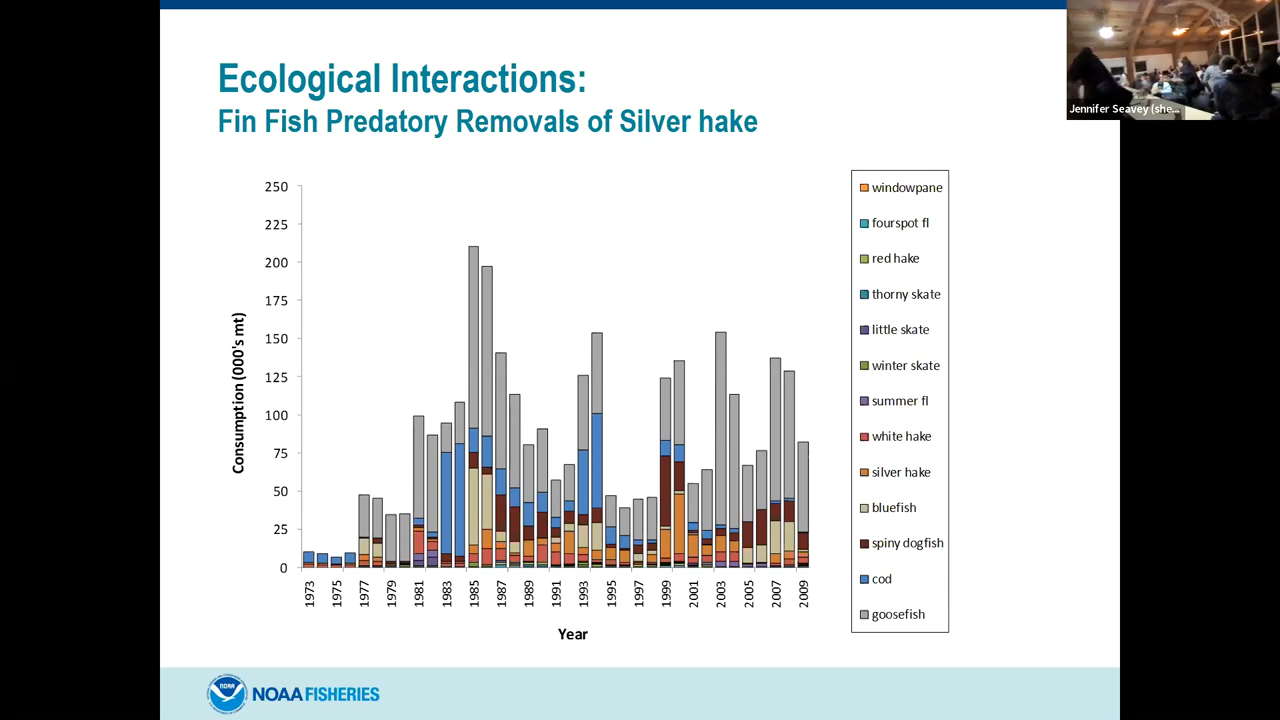 Jennifer Seavey (she...
Ecological Interactions:
Fin Fish Predatory Removals of Silver hake
Consumption (000's mt)
250
225
200
175
150
125
100
75
50
25
0
1973
1975
1977
1979
1981
1983
1985
1987
1989
1991
1993
1995
1997
1999
2001
2003
2005
2007
2009
Year
windowpane
fourspot fl
red hake
thorny skate
little skate
winter skate
summer fl
white hake
silver hake
bluefish
spiny dogfish
cod
goosefish
NOAA
NOAA FISHERIES